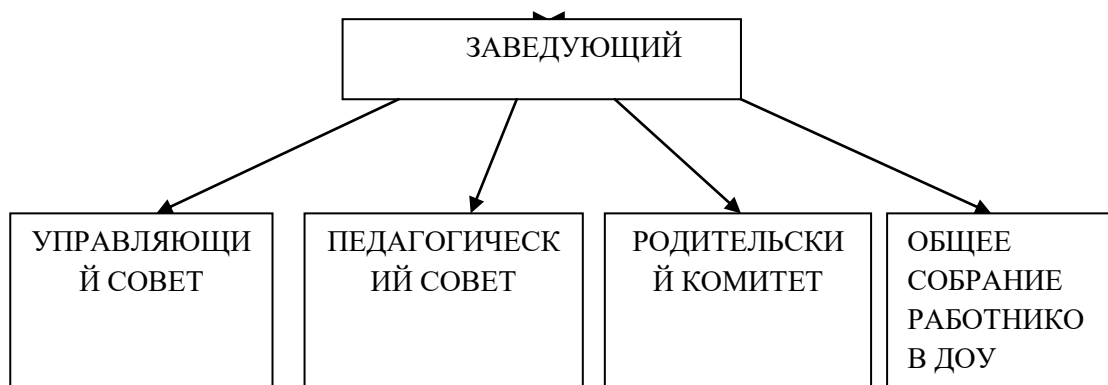 ЗАВЕДУЮЩИЙ
УПРАВЛЯЮЩИ
Й СОВЕТ
ПЕДАГОГИЧЕСК
ИЙ СОВЕТ
РОДИТЕЛЬСКИ
Й КОМИТЕТ
ОБЩЕЕ
СОБРАНИЕ
РАБОТНИКО
В ДОУ